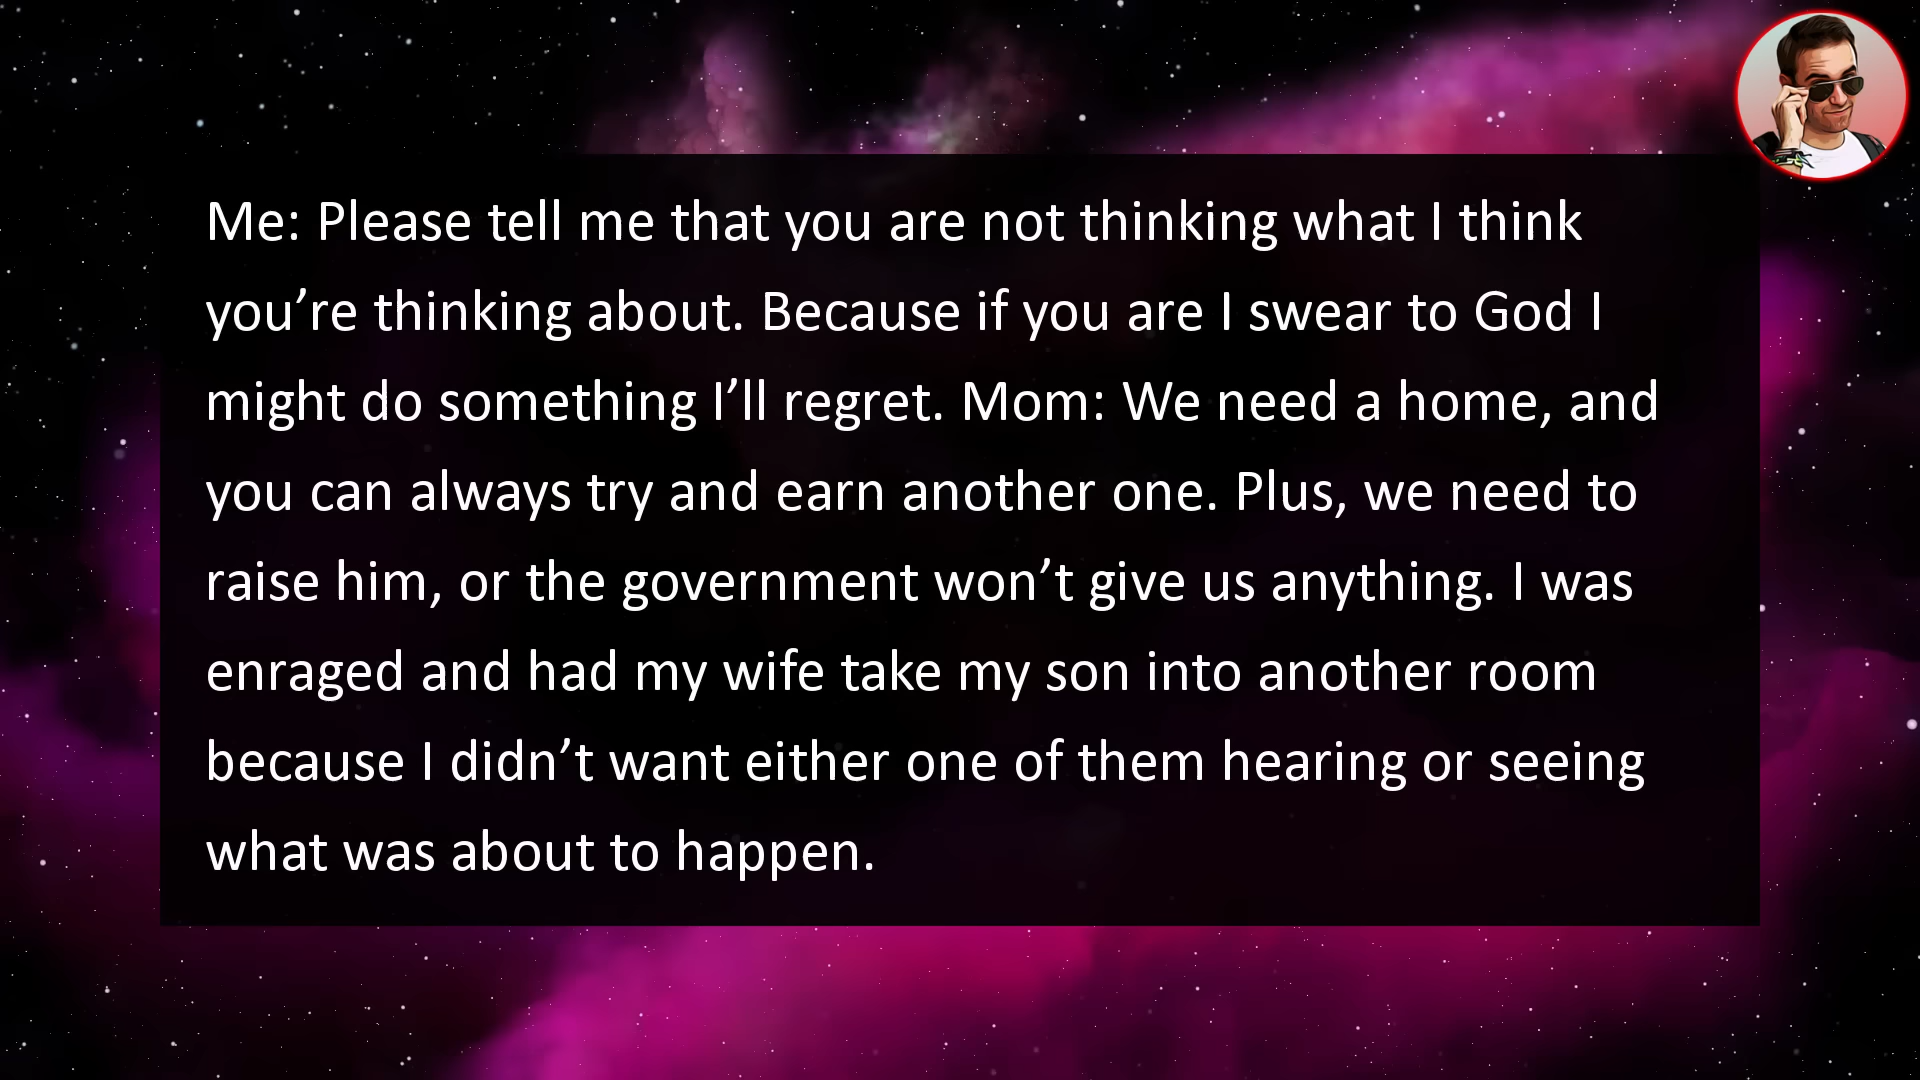 Me: Please tell me that you are not thinking what I think
you’re thinking about. Because if you are I swear to God I
might do something I’ll regret. Mom: We need a home, and
you can always try and earn another one. Plus, we need to
raise him, or the government won’t give us anything. I was
enraged and had my wife take my son into another room
because I didn’t want either one of them hearing or seeing
what was about to happen.